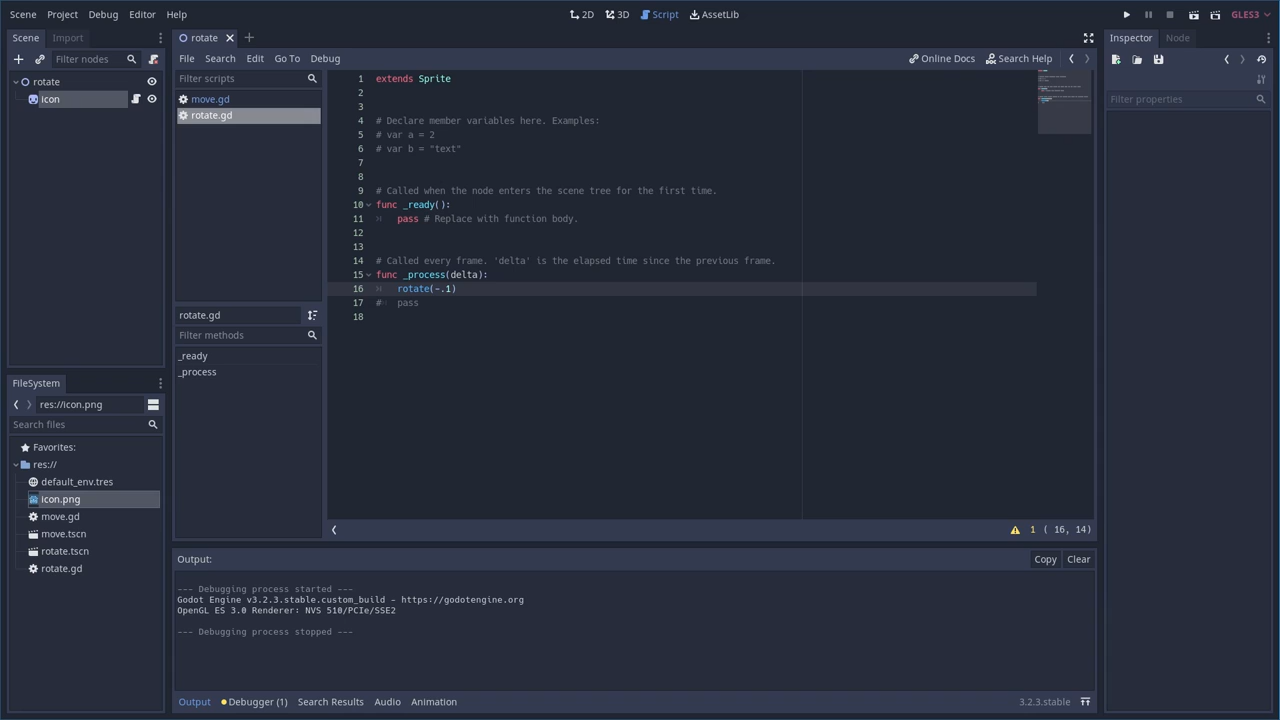 Scene Project Debug Editor Help
2D 3D Script AssetLib
GLES3
Scene Import
Filter nodes
rotate
icon
FileSystem
res://icon.png
Search files
Favorites:
res://
default_env.tres
icon.png
move.gd
move.tscn
rotate.tscn
rotate.gd
rotate
File Search Edit Go To Debug
Online Docs Search Help
Filter scripts
move.gd
rotate.gd
rotate.gd
Filter methods
_ready
_process
1 extends Sprite
2
3
4 # Declare member variables here. Examples:
5 # var a = 2
6 # var b = "text"
7
8
9 # Called when the node enters the scene tree for the first time.
10 func _ready():
11 pass # Replace with function body.
12
13
14 # Called every frame. 'delta' is the elapsed time since the previous frame.
15 func _process(delta):
16 rotate(-.1)
17 # pass
18
1 ( 16, 14)
Output:
Copy Clear
--- Debugging process started ---
Godot Engine v3.2.3.stable.custom_build - https://godotengine.org
OpenGL ES 3.0 Renderer: NVS 510/PCIe/SSE2
--- Debugging process stopped ---
Output Debugger (1) Search Results Audio Animation
3.2.3.stable
Inspector Node
Filter properties